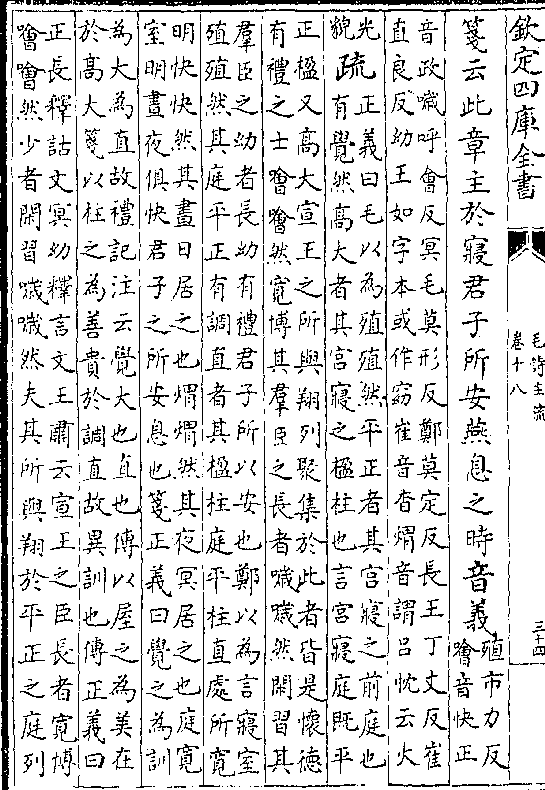 欽定四庫全書
毛詩注疏
卷十八
三十四
箋云此章主於寢君子所安燕息之時音義殖市力反
噲音快正
音政噦呼會反冥毛莫形反鄭莫定反長王丁丈反崔
直良反幼王如字本或作窈崔音杳煟音謂呂忱云火
光
貌疏正義曰毛以為殖殖然平正者其宫寢之前庭也
有覺然髙大者其宫寢之楹柱也言宫寢庭既平
正楹又髙大宣王之所與翔列聚集於此者皆是懷德
有禮之士噲噲然寛博其羣臣之長者噦噦然閑習其
羣臣之幼者長幼有禮君子所以安也鄭以為言寢室
殖殖然其庭平正有調直者其楹柱庭平柱直處所寛
明快快然其晝日居之也煟煟然其夜冥居之也庭寛
室明晝夜俱快君子之所安息也箋正義曰覺之為訓
為大為直故禮記注云覺大也直也傳以屋之為美在
於髙大箋以柱之為善貴於調直故異訓也傳正義曰
正長釋詁文冥幼釋言文王肅云宣王之臣長者寛博
噲噲然少者閑習噦噦然夫其所與翔於平正之庭列